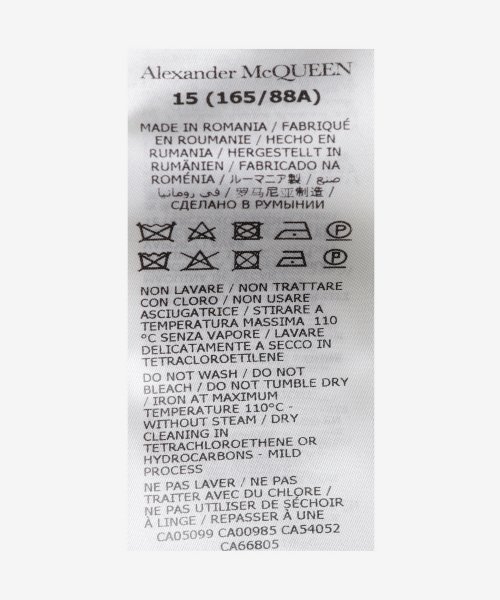 Alexander McQUEEN
15 (165/88A)
MADE IN ROMANIA / FABRIQUÉ
EN ROUMANIE / HECHO EN
RUMANIA / HERGESTELLT IN
RUMÄNIEN / FABRICADO NA
ROMÉNIA / ルーマニア製 / صنع
في رومانيا / 罗马尼亚制造 /
СДЕЛАНО В РУМЫНИИ
NON LAVARE / NON TRATTARE
CON CLORO / NON USARE
ASCIUGATRICE / STIRARE A
TEMPERATURA MASSIMA 110
°C SENZA VAPORE / LAVARE
DELICATAMENTE A SECCO IN
TETRACLOROETILENE
DO NOT WASH / DO NOT
BLEACH / DO NOT TUMBLE DRY
/ IRON AT MAXIMUM
TEMPERATURE 110°C -
WITHOUT STEAM / DRY
CLEANING IN
TETRACHLOROETHENE OR
HYDROCARBONS - MILD
PROCESS
NE PAS LAVER / NE PAS
TRAITER AVEC DU CHLORE /
NE PAS UTILISER DE SÉCHOIR
À LINGE / REPASSER À UNE
CA05099 CA00985 CA54052
CA66805